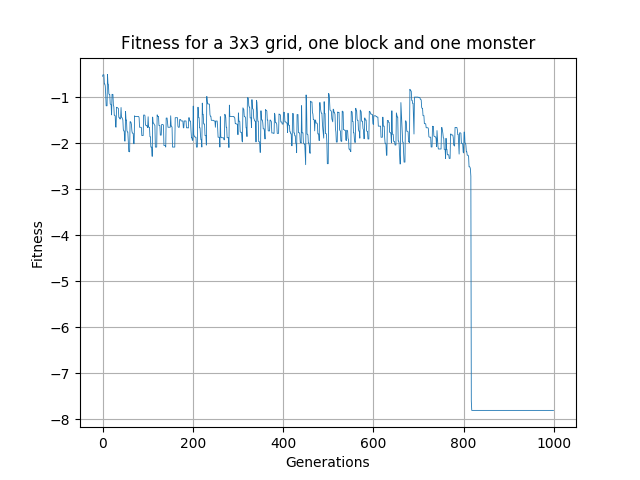 Fitness for a 3x3 grid, one block and one monster
−1
−2
−3
−4
−5
−6
−7
−8
Fitness
0 200 400 600 800 1000
Generations